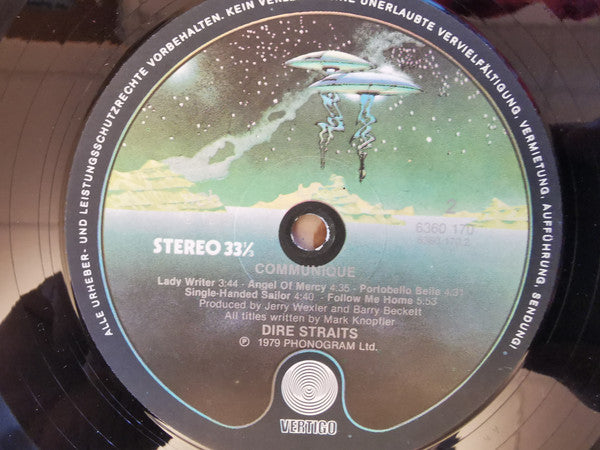 ALLE URHEBER- UND LEISTUNGSSCHUTZRECHTE VORBEHALTEN. KEIN UNERLAUBTE VERVIELFÄLTIGUNG, VERMIETUNG, AUFFÜHRUNG, SENDUNG!
2
6360 170
STEREO 33⅓
COMMUNIQUE
Lady Writer 3:44 - Angel Of Mercy 4:35 - Portobello Belle 4:31
Single-Handed Sailor 4:40 - Follow Me Home 5:53
Produced by Jerry Wexler and Barry Beckett
All titles written by Mark Knopfler
DIRE STRAITS
℗ 1979 PHONOGRAM Ltd.
VERTIGO